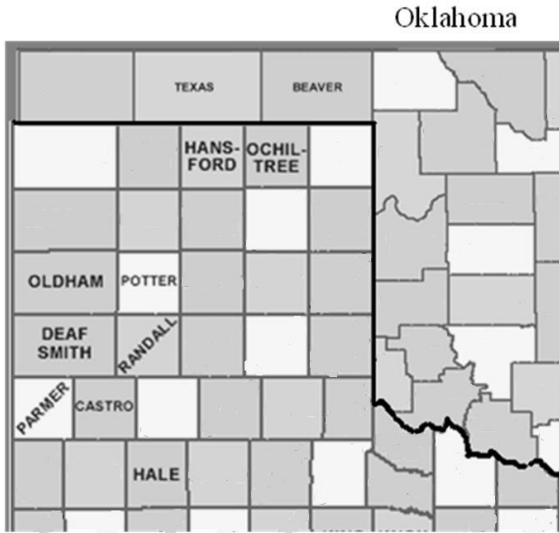 Oklahoma
TEXAS
BEAVER
HANS-
FORD
OCHIL-
TREE
OLDHAM
POTTER
DEAF
SMITH
RANDALL
PARMER
CASTRO
HALE